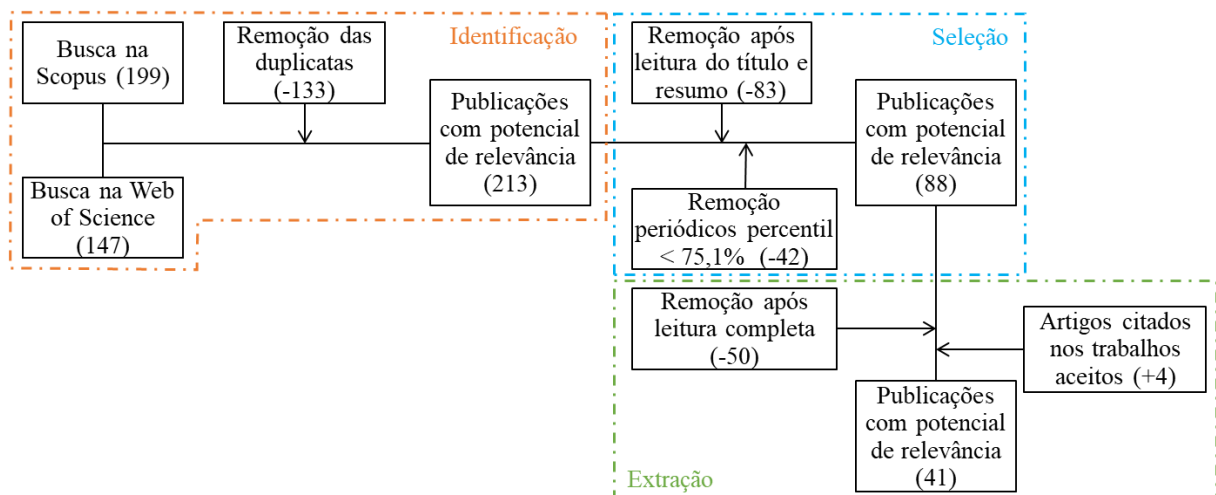 Busca na
Scopus (199)
Remoção das
duplicatas
(-133)
Identificação
Publicações
com potencial
de relevância
(213)
Busca na Web
of Science
(147)
Remoção após
leitura do título e
resumo (-83)
Seleção
Publicações
com potencial
de relevância
(88)
Remoção
periódicos percentil
< 75,1% (-42)
Remoção após
leitura completa
(-50)
Artigos citados
nos trabalhos
aceitos (+4)
Publicações
com potencial
de relevância
(41)
Extração